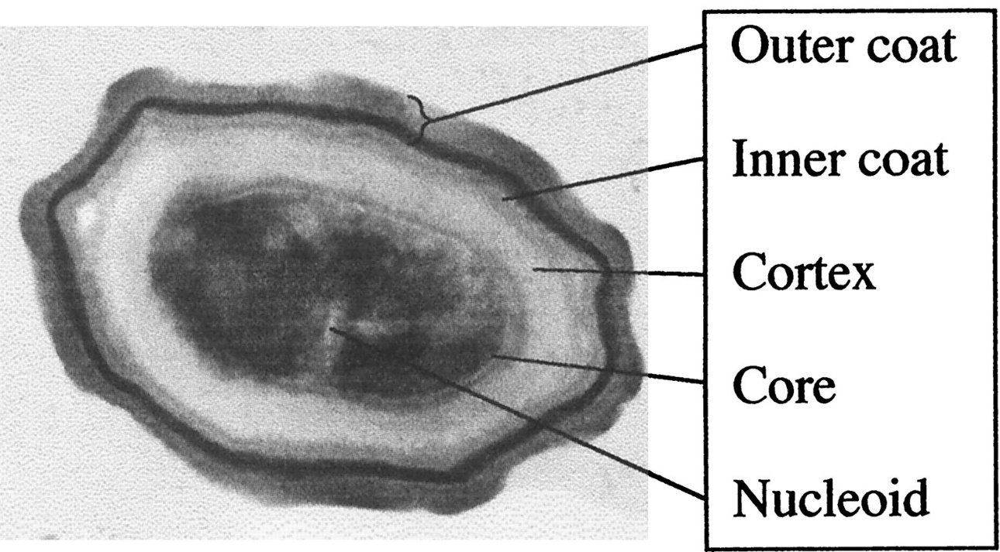 Outer coat
Inner coat
Cortex
Core
Nucleoid